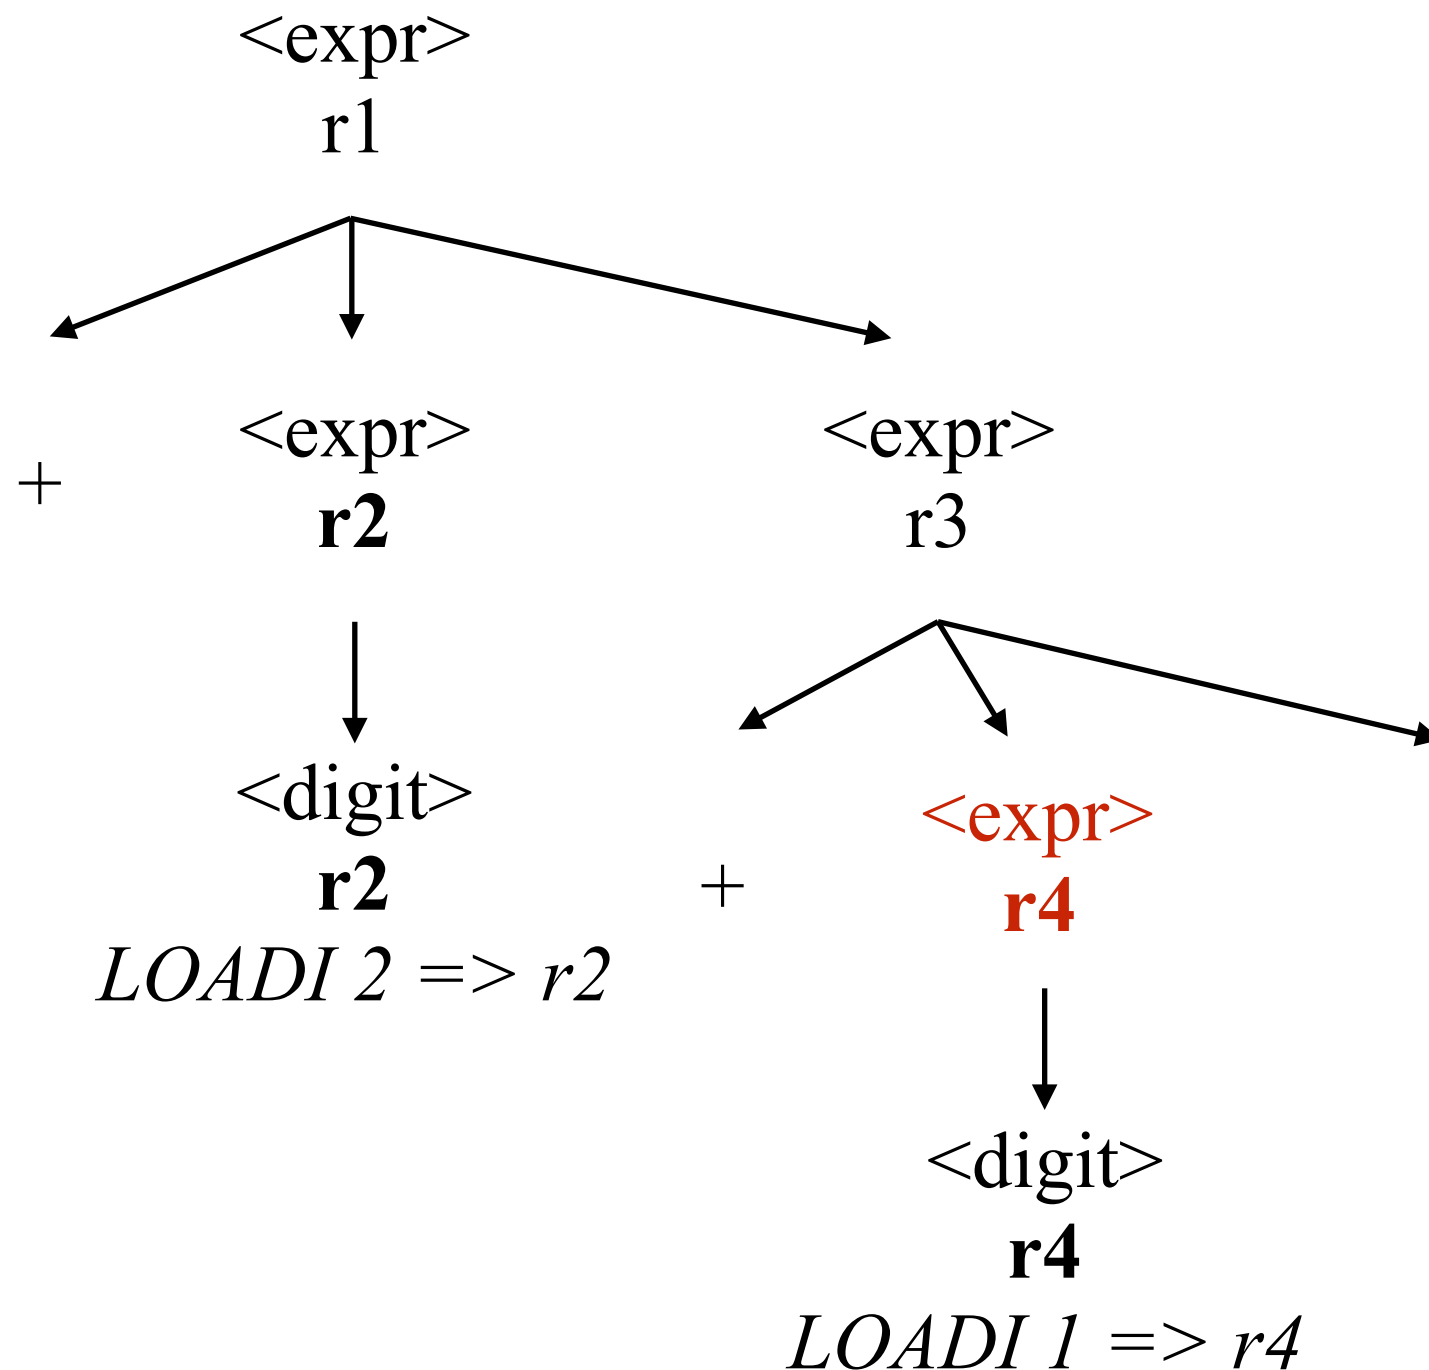 <expr>
r1
<expr>
<expr>
+
r2
r3
<digit>
<expr>
r2
+
r4
LOADI 2 => r2
<digit>
r4
LOADI 1 => r4